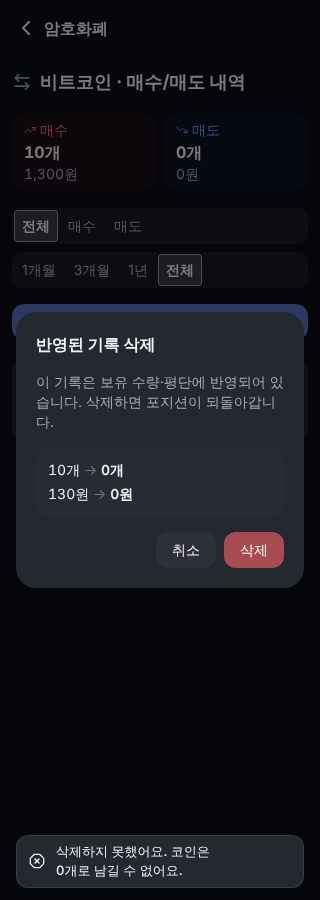 암호화폐
비트코인 · 매수/매도 내역
매수
10개
1,300원
매도
0개
0원
전체 매수 매도
1개월 3개월 1년 전체
반영된 기록 삭제
이 기록은 보유 수량·평단에 반영되어 있
습니다. 삭제하면 포지션이 되돌아갑니
다.
10개 → 0개
130원 → 0원
취소 삭제
삭제하지 못했어요. 코인은
0개로 남길 수 없어요.